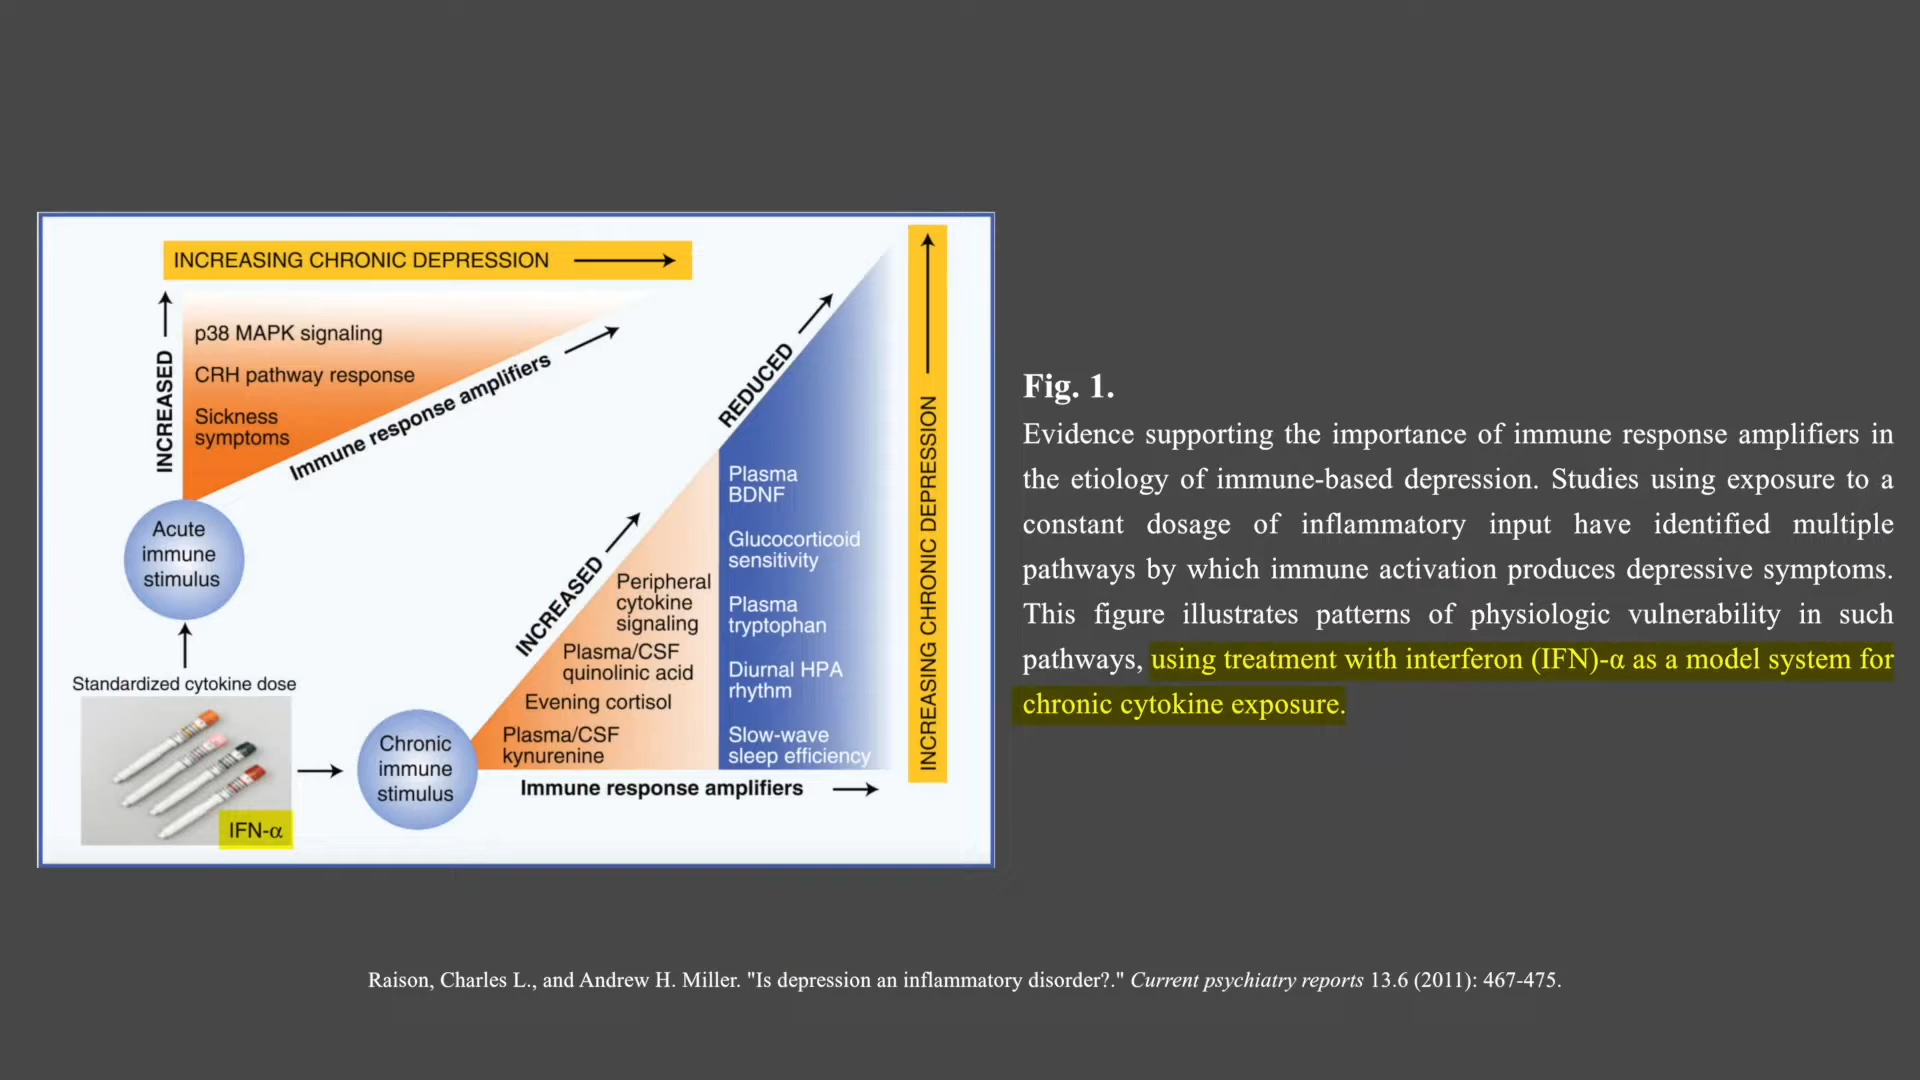 INCREASING CHRONIC DEPRESSION
INCREASED
p38 MAPK signaling
CRH pathway response
Sickness
symptoms
Immune response amplifiers
Acute
immune
stimulus
Standardized cytokine dose
IFN-α
Chronic
immune
stimulus
INCREASED
Peripheral
cytokine
signaling
Plasma/CSF
quinolinic acid
Evening cortisol
Plasma/CSF
kynurenine
REDUCED
Plasma
BDNF
Glucocorticoid
sensitivity
Plasma
tryptophan
Diurnal HPA
rhythm
Slow-wave
sleep efficiency
Immune response amplifiers
INCREASING CHRONIC DEPRESSION
Fig. 1.
Evidence supporting the importance of immune response amplifiers in
the etiology of immune-based depression. Studies using exposure to a
constant dosage of inflammatory input have identified multiple
pathways by which immune activation produces depressive symptoms.
This figure illustrates patterns of physiologic vulnerability in such
pathways, using treatment with interferon (IFN)-α as a model system for
chronic cytokine exposure.
Raison, Charles L., and Andrew H. Miller. "Is depression an inflammatory disorder?." Current psychiatry reports 13.6 (2011): 467-475.